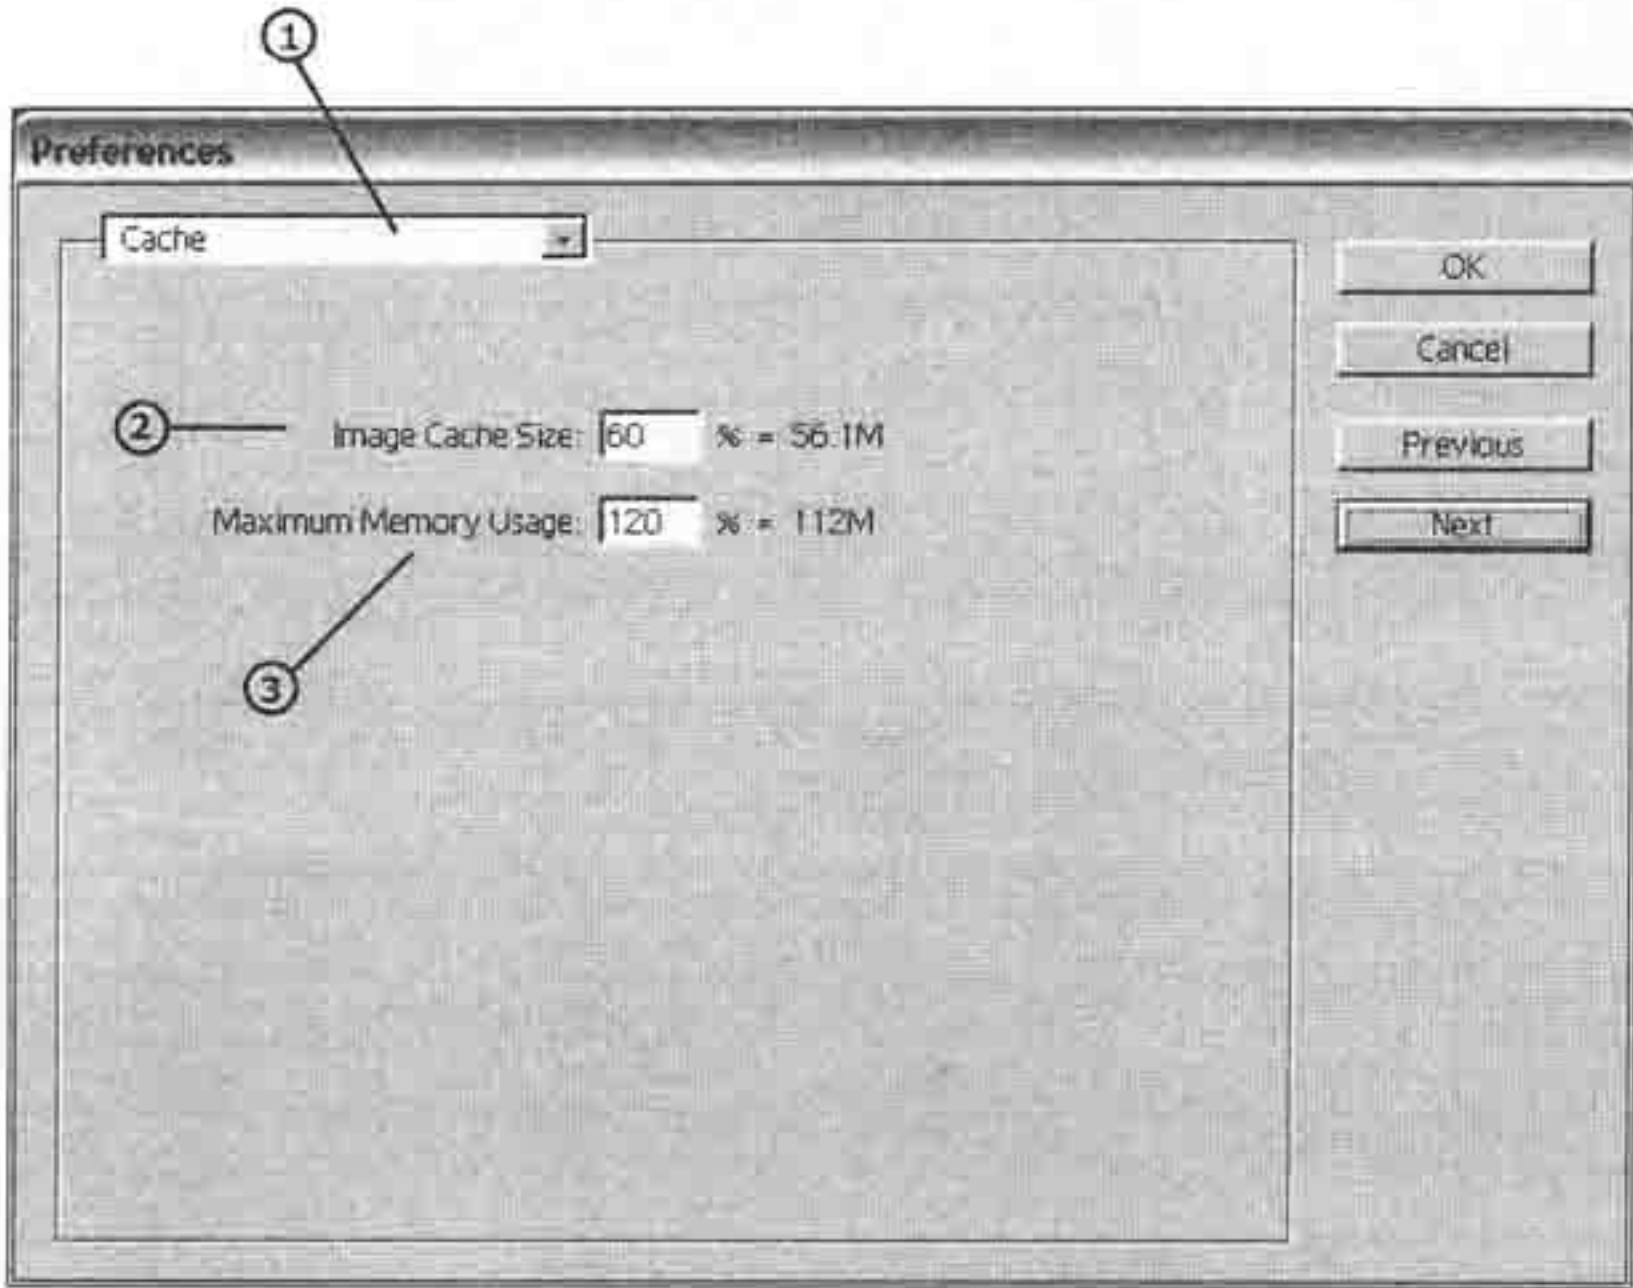 ①
Preferences
Cache
OK
Cancel
② Image Cache Size: 60 % = 56.1M
Previous
Maximum Memory Usage: 120 % = 112M
Next
③